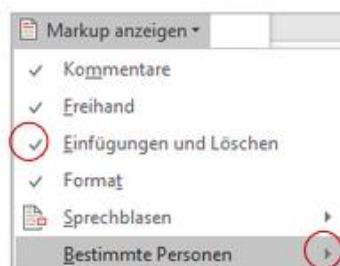 Markup anzeigen
Kommentare
Freihand
Einfügungen und Löschen
Format
Sprechblasen
Bestimmte Personen